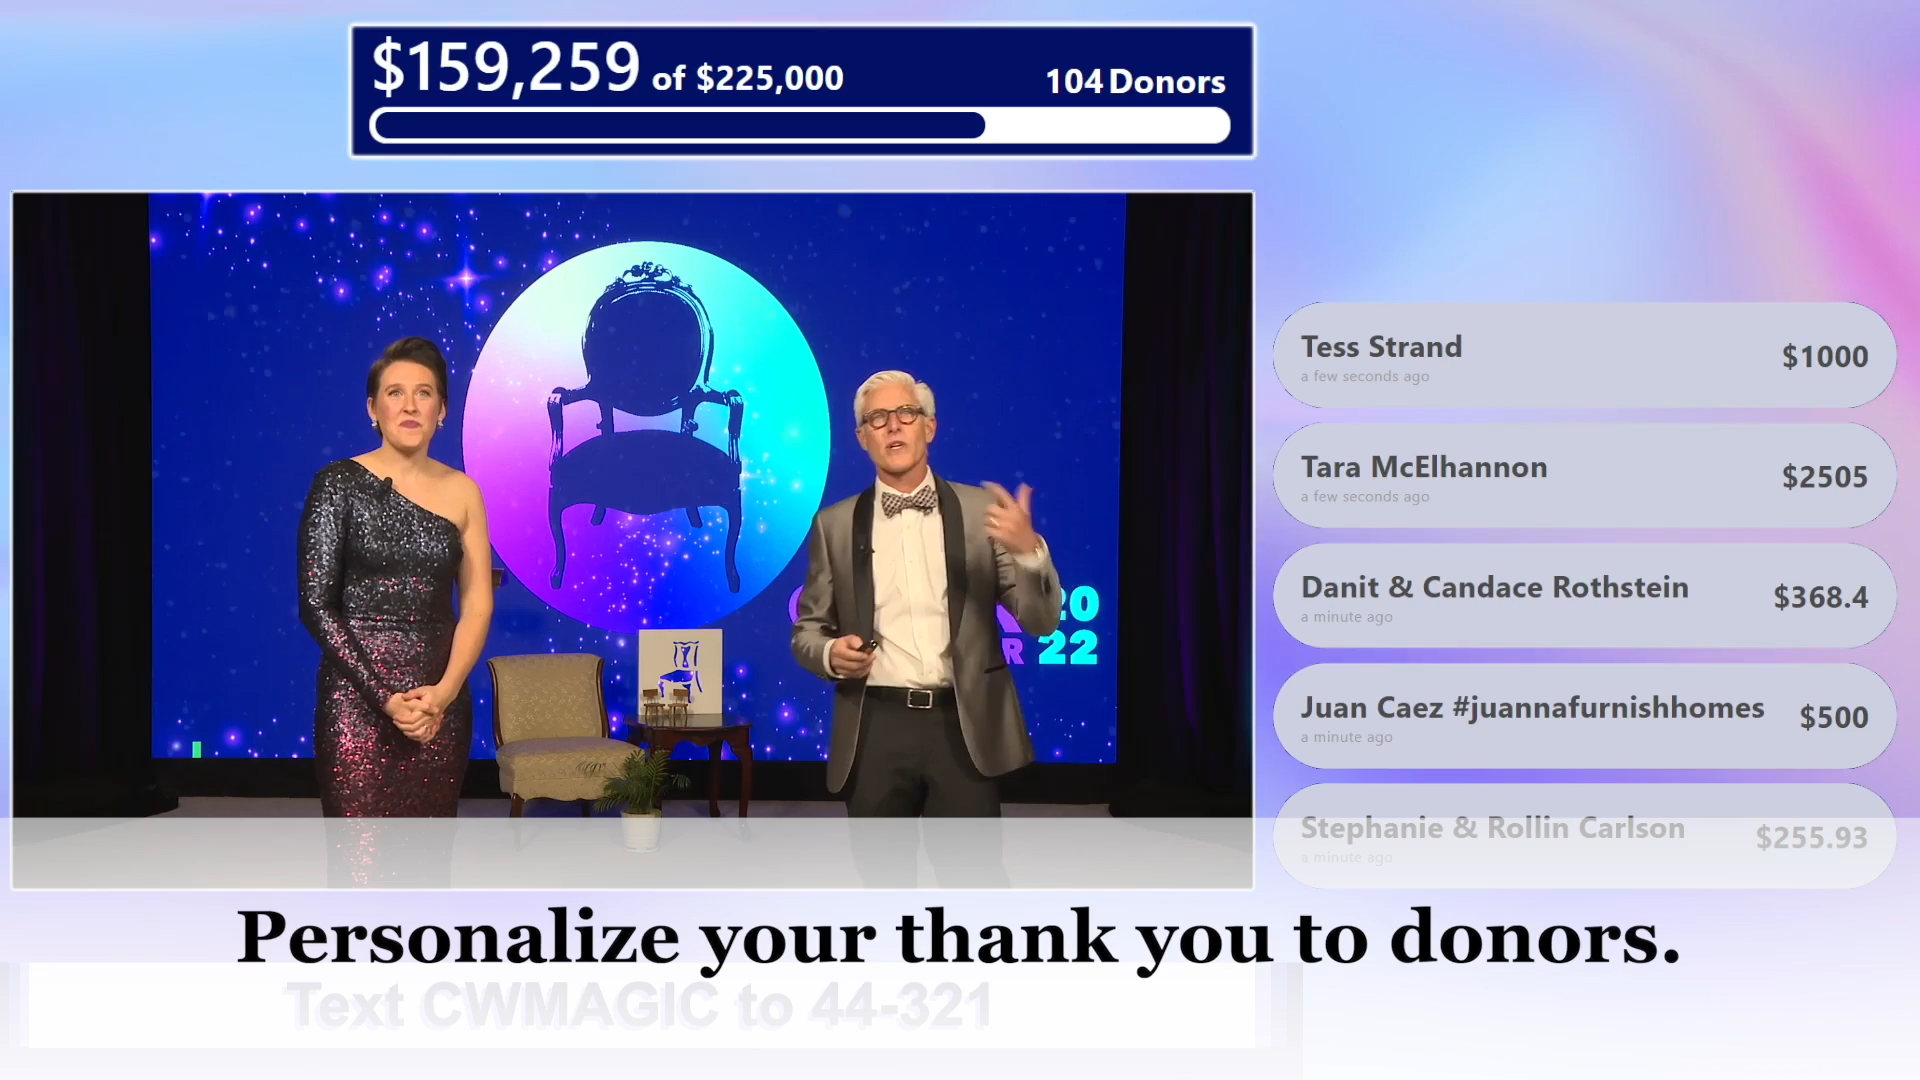 $159,259 of $225,000 104 Donors
Tess Strand $1000
a few seconds ago
Tara McElhannon $2505
a few seconds ago
Danit & Candace Rothstein $368.4
a minute ago
Juan Caez #juannafurnishhomes $500
a minute ago
Stephanie & Rollin Carlson $255.93
a minute ago
20
R 22
Personalize your thank you to donors.
Text CWMAGIC to 44-321